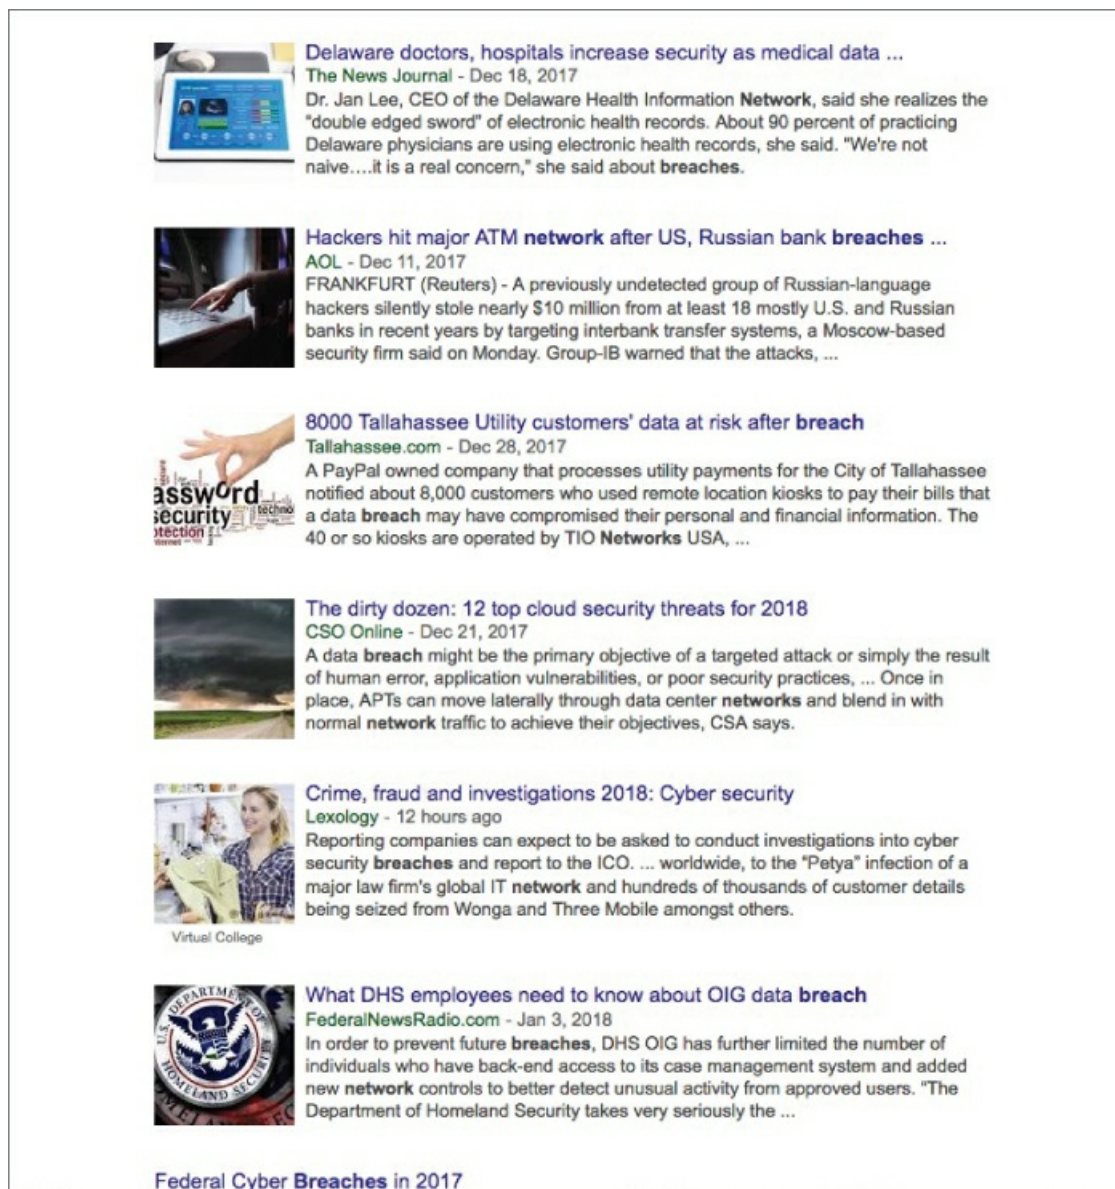 Delaware doctors, hospitals increase security as medical data ...
The News Journal - Dec 18, 2017
Dr. Jan Lee, CEO of the Delaware Health Information Network, said she realizes the
"double edged sword" of electronic health records. About 90 percent of practicing
Delaware physicians are using electronic health records, she said. "We're not
naive....it is a real concern," she said about breaches.
Hackers hit major ATM network after US, Russian bank breaches ...
AOL - Dec 11, 2017
FRANKFURT (Reuters) - A previously undetected group of Russian-language
hackers silently stole nearly $10 million from at least 18 mostly U.S. and Russian
banks in recent years by targeting interbank transfer systems, a Moscow-based
security firm said on Monday. Group-IB warned that the attacks, ...
assword
security
techno
otection
internet
8000 Tallahassee Utility customers' data at risk after breach
Tallahassee.com - Dec 28, 2017
A PayPal owned company that processes utility payments for the City of Tallahassee
notified about 8,000 customers who used remote location kiosks to pay their bills that
a data breach may have compromised their personal and financial information. The
40 or so kiosks are operated by TIO Networks USA, ...
The dirty dozen: 12 top cloud security threats for 2018
CSO Online - Dec 21, 2017
A data breach might be the primary objective of a targeted attack or simply the result
of human error, application vulnerabilities, or poor security practices, ... Once in
place, APTs can move laterally through data center networks and blend in with
normal network traffic to achieve their objectives, CSA says.
Crime, fraud and investigations 2018: Cyber security
Lexology - 12 hours ago
Reporting companies can expect to be asked to conduct investigations into cyber
security breaches and report to the ICO. ... worldwide, to the "Petya" infection of a
major law firm's global IT network and hundreds of thousands of customer details
being seized from Wonga and Three Mobile amongst others.
Virtual College
U.S. DEPARTMENT OF
HOMELAND SECURITY
What DHS employees need to know about OIG data breach
FederalNewsRadio.com - Jan 3, 2018
In order to prevent future breaches, DHS OIG has further limited the number of
individuals who have back-end access to its case management system and added
new network controls to better detect unusual activity from approved users. "The
Department of Homeland Security takes very seriously the ...
Federal Cyber Breaches in 2017